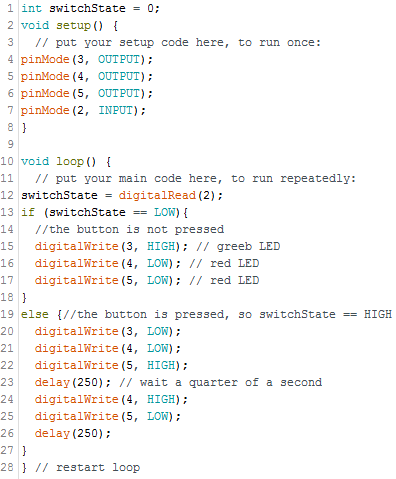 1 int switchState = 0;
2 void setup() {
3 // put your setup code here, to run once:
4 pinMode(3, OUTPUT);
5 pinMode(4, OUTPUT);
6 pinMode(5, OUTPUT);
7 pinMode(2, INPUT);
8 }
9
10 void loop() {
11 // put your main code here, to run repeatedly:
12 switchState = digitalRead(2);
13 if (switchState == LOW){
14 //the button is not pressed
15 digitalWrite(3, HIGH); // greeb LED
16 digitalWrite(4, LOW); // red LED
17 digitalWrite(5, LOW); // red LED
18 }
19 else {//the button is pressed, so switchState == HIGH
20 digitalWrite(3, LOW);
21 digitalWrite(4, LOW);
22 digitalWrite(5, HIGH);
23 delay(250); // wait a quarter of a second
24 digitalWrite(4, HIGH);
25 digitalWrite(5, LOW);
26 delay(250);
27 }
28 } // restart loop